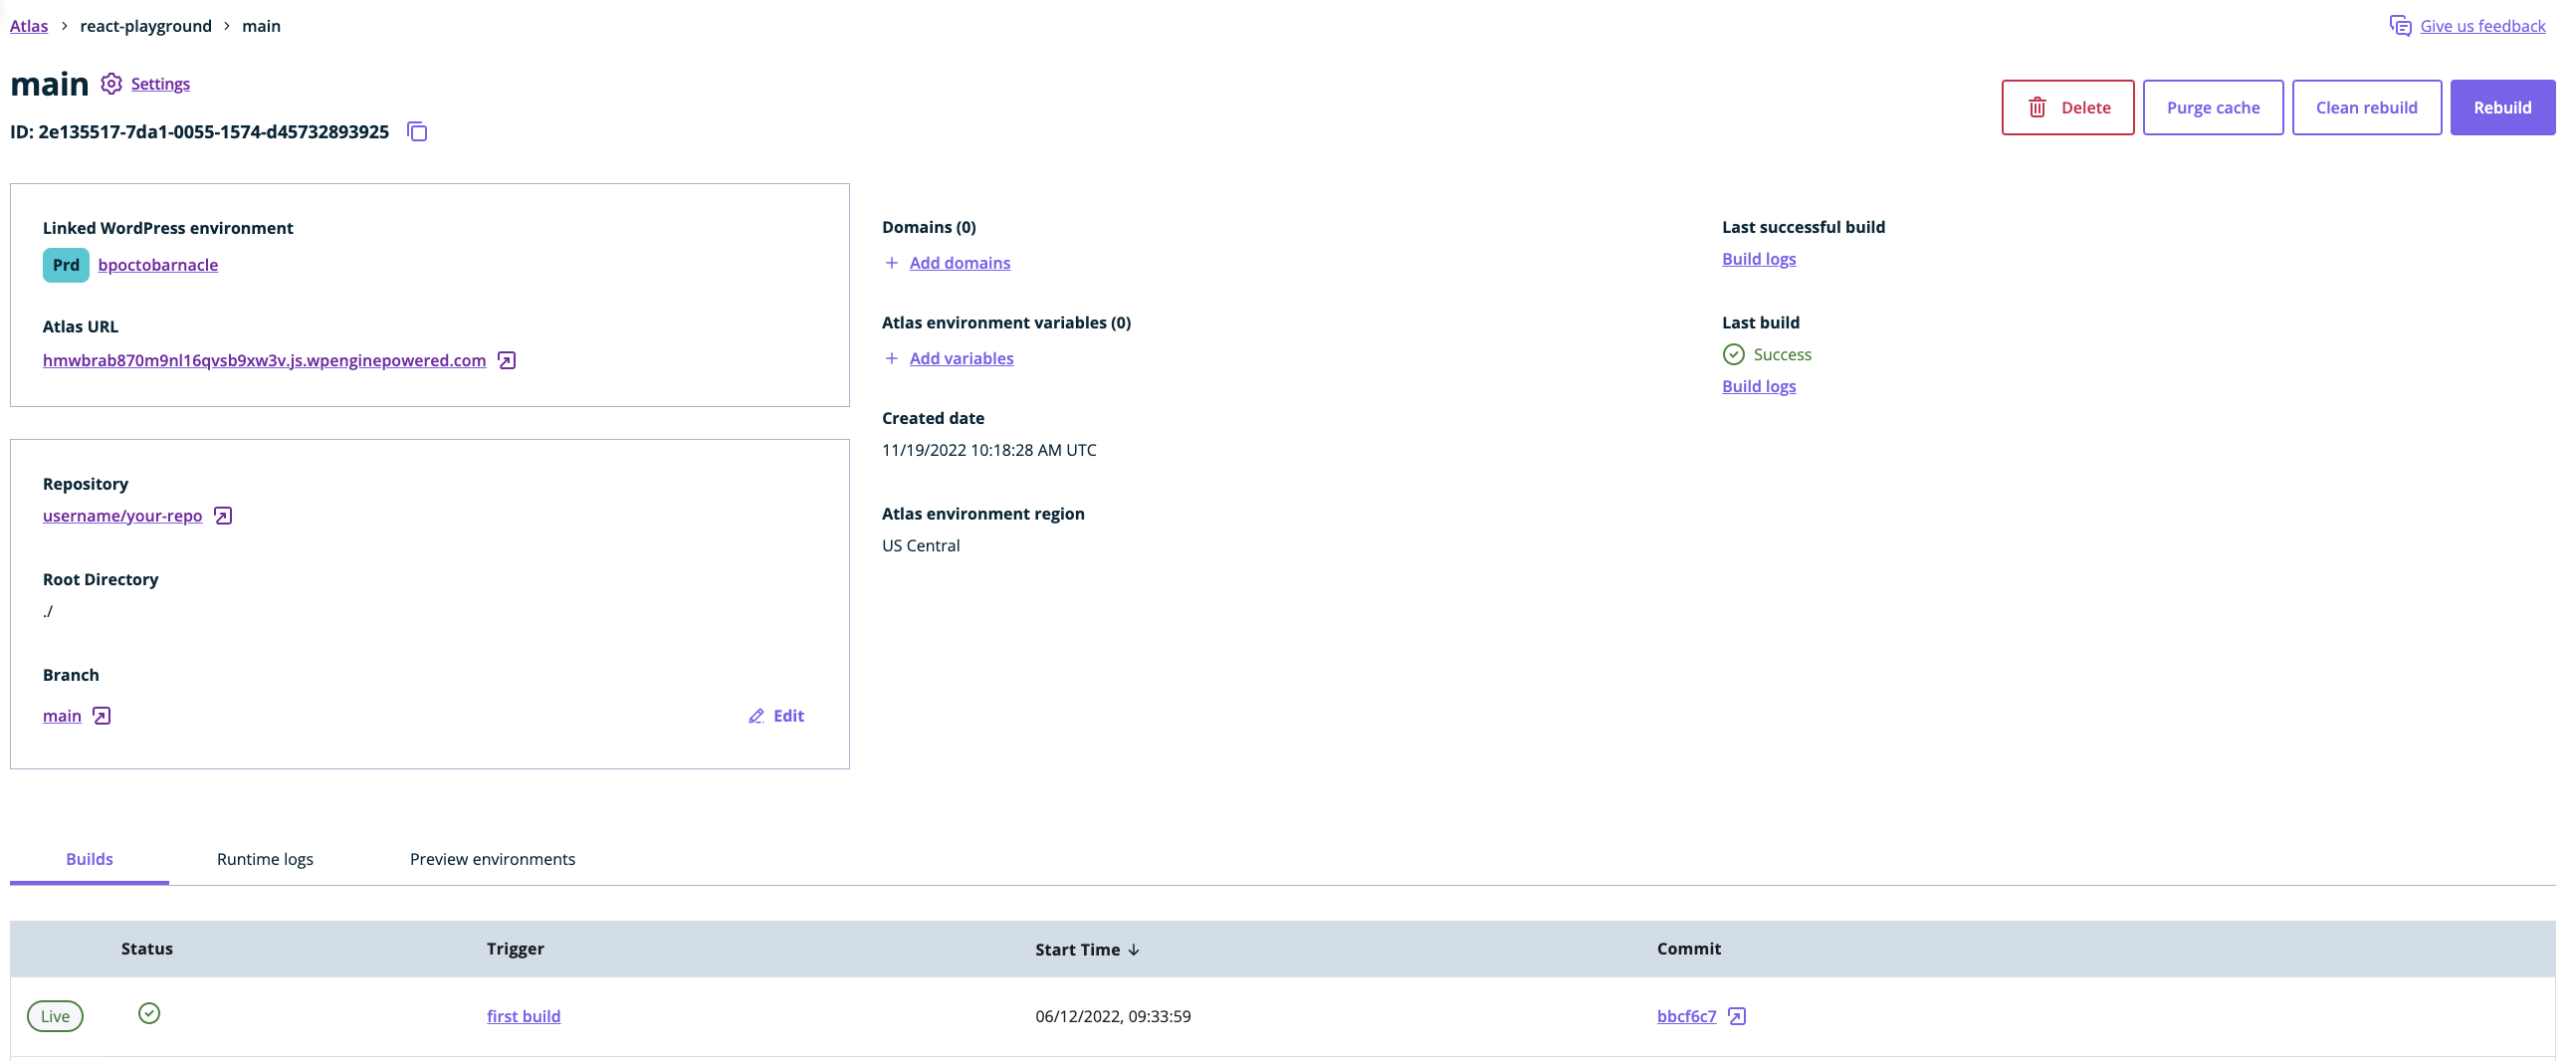 Atlas > react-playground > main
Give us feedback
main Settings
ID: 2e135517-7da1-0055-1574-d45732893925
Delete
Purge cache
Clean rebuild
Rebuild
Linked WordPress environment
Prd bpoctobarnacle
Atlas URL
hmwbrab870m9nl16qvsb9xw3v.js.wpenginepowered.com
Repository
username/your-repo
Root Directory
./
Branch
main
Edit
Domains (0)
+ Add domains
Atlas environment variables (0)
+ Add variables
Created date
11/19/2022 10:18:28 AM UTC
Atlas environment region
US Central
Last successful build
Build logs
Last build
Success
Build logs
Builds Runtime logs Preview environments
Status Trigger Start Time ↓ Commit
Live first build 06/12/2022, 09:33:59 bbcf6c7